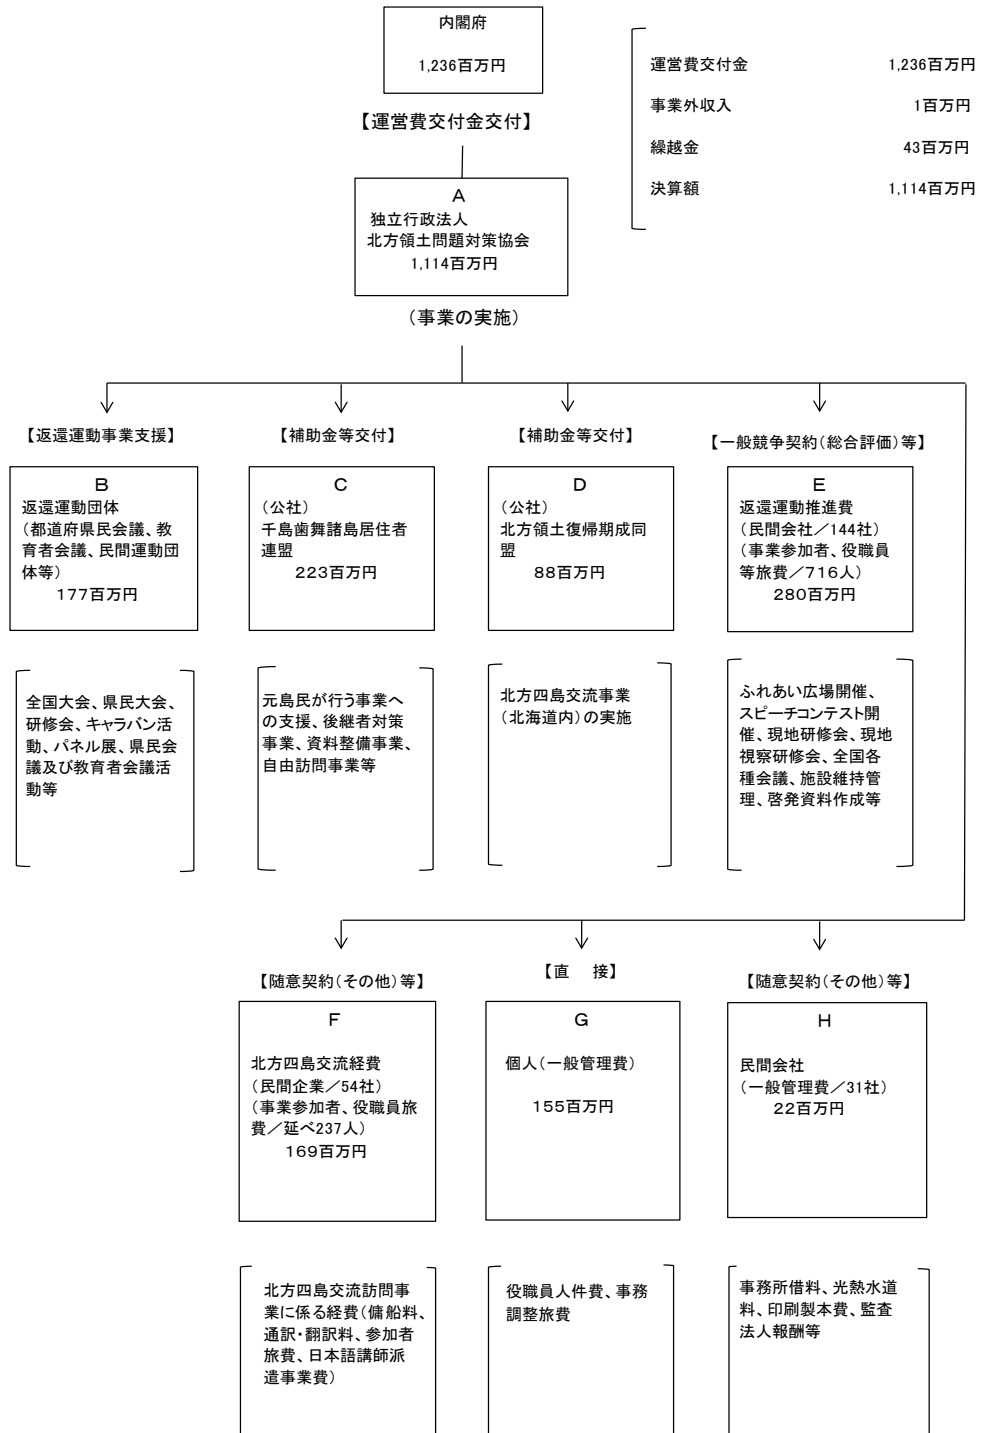 内閣府
1,236百万円
運営費交付金 1,236百万円
事業外収入 1百万円
繰越金 43百万円
決算額 1,114百万円
【運営費交付金交付】
A
独立行政法人
北方領土問題対策協会
1,114百万円
（事業の実施）
【返還運動事業支援】
B
返還運動団体
（都道府県民会議、教
育者会議、民間運動団
体等）
177百万円
全国大会、県民大会、
研修会、キャラバン活
動、パネル展、県民会
議及び教育者会議活
動等
【補助金等交付】
C
（公社）
千島歯舞諸島居住者
連盟
223百万円
元島民が行う事業へ
の支援、後継者対策
事業、資料整備事業、
自由訪問事業等
【補助金等交付】
D
（公社）
北方領土復帰期成同
盟
88百万円
北方四島交流事業
（北海道内）の実施
【一般競争契約（総合評価）等】
E
返還運動推進費
（民間会社／144社）
（事業参加者、役職員
等旅費／716人）
280百万円
ふれあい広場開催、
スピーチコンテスト開
催、現地研修会、現地
視察研修会、全国各
種会議、施設維持管
理、啓発資料作成等
【随意契約（その他）等】
F
北方四島交流経費
（民間企業／54社）
（事業参加者、役職員旅
費／延べ237人）
169百万円
北方四島交流訪問事
業に係る経費（傭船料、
通訳・翻訳料、参加者
旅費、日本語講師派
遣事業費）
【直　接】
G
個人（一般管理費）
155百万円
役職員人件費、事務
調整旅費
【随意契約（その他）等】
H
民間会社
（一般管理費／31社）
22百万円
事務所借料、光熱水道
料、印刷製本費、監査
法人報酬等